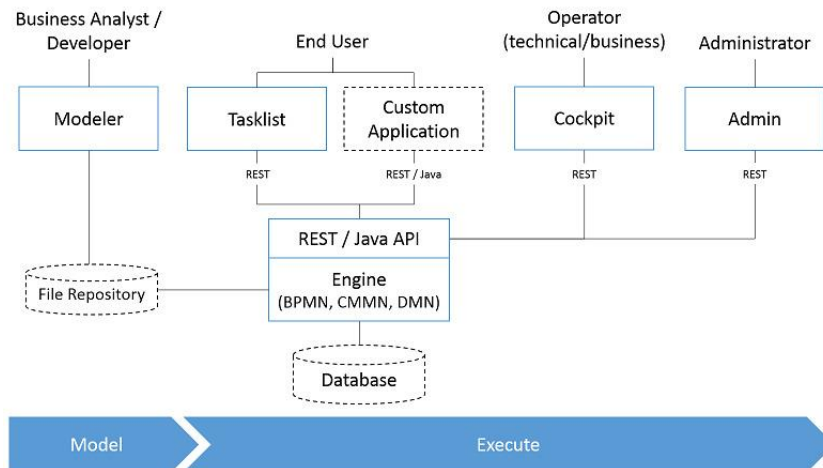 Business Analyst /
Developer
End User
Operator
(technical/business)
Administrator
Modeler
Tasklist
Custom
Application
Cockpit
Admin
REST
REST / Java
REST
REST
REST / Java API
Engine
(BPMN, CMMN, DMN)
File Repository
Database
Model
Execute